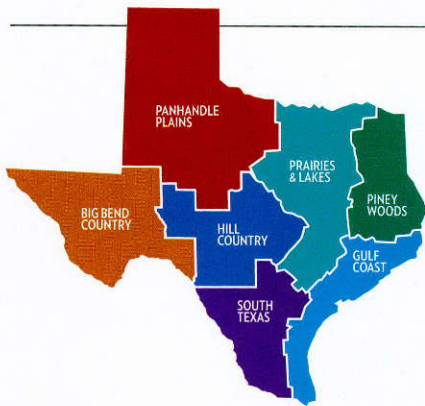 PANHANDLE
PLAINS
PRAIRIES
& LAKES
PINEY
WOODS
BIG BEND
COUNTRY
HILL
COUNTRY
GULF
COAST
SOUTH
TEXAS